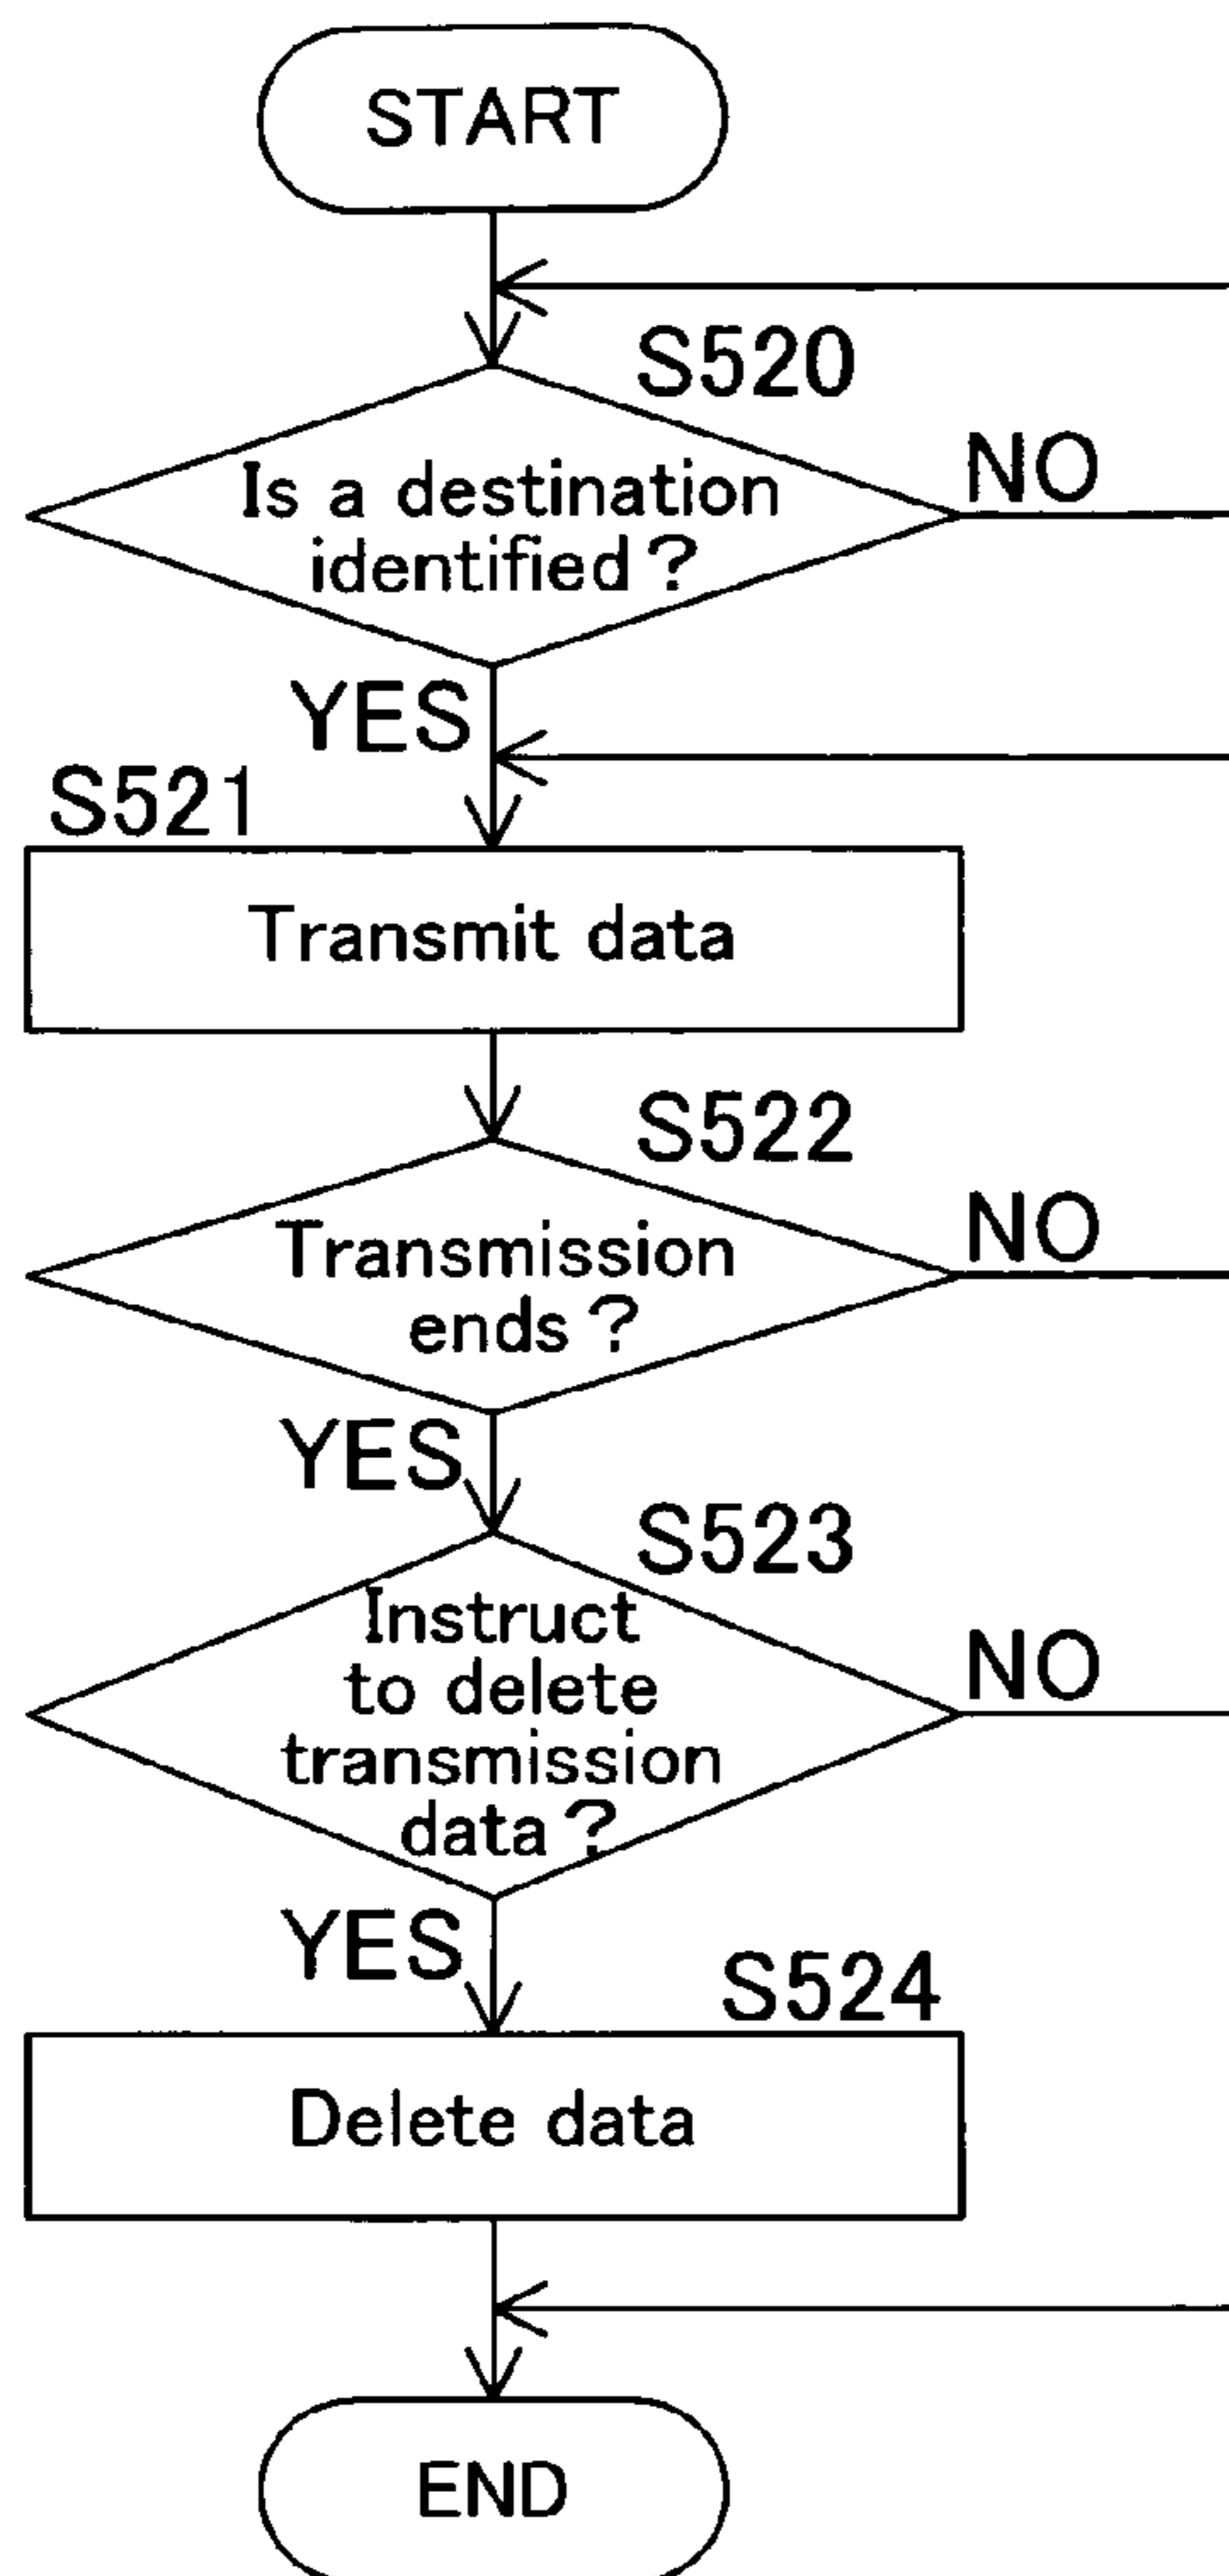 START
S520
Is a destination
identified?
NO
YES
S521
Transmit data
S522
Transmission
ends?
NO
YES
S523
Instruct
to delete
transmission
data?
NO
YES
S524
Delete data
END